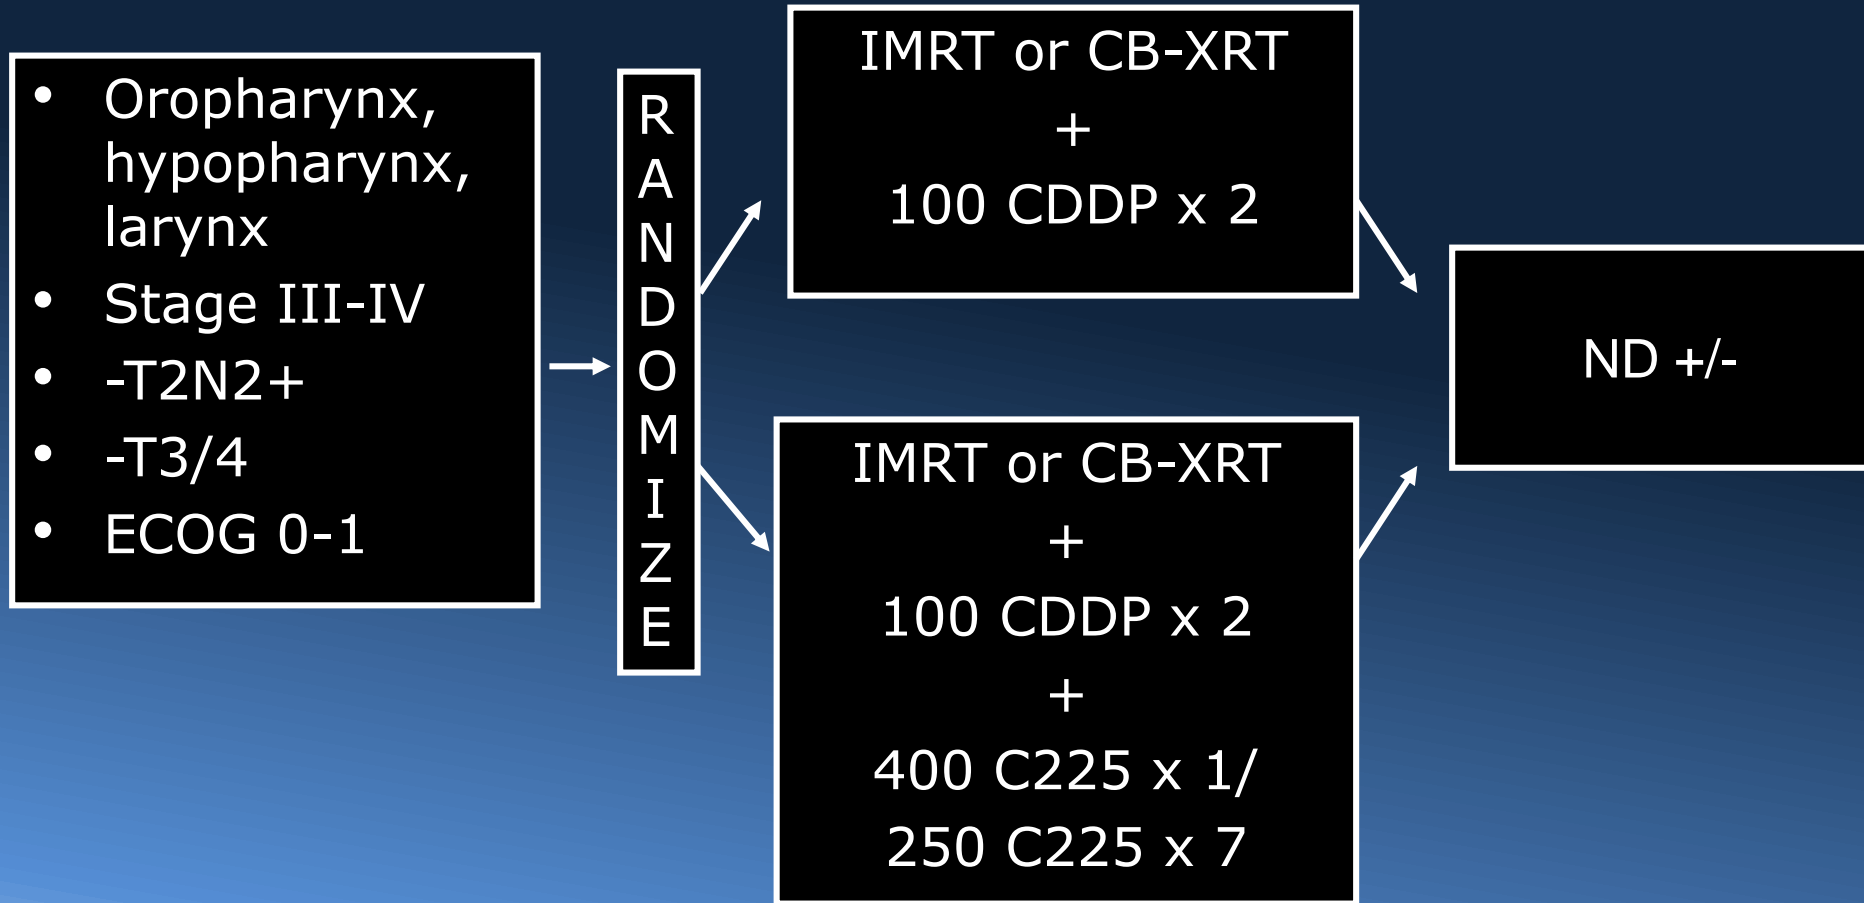 • Oropharynx,
hypopharynx,
larynx
• Stage III-IV
• -T2N2+
• -T3/4
• ECOG 0-1
R
A
N
D
O
M
I
Z
E
IMRT or CB-XRT
+
100 CDDP x 2
IMRT or CB-XRT
+
100 CDDP x 2
+
400 C225 x 1/
250 C225 x 7
ND +/-